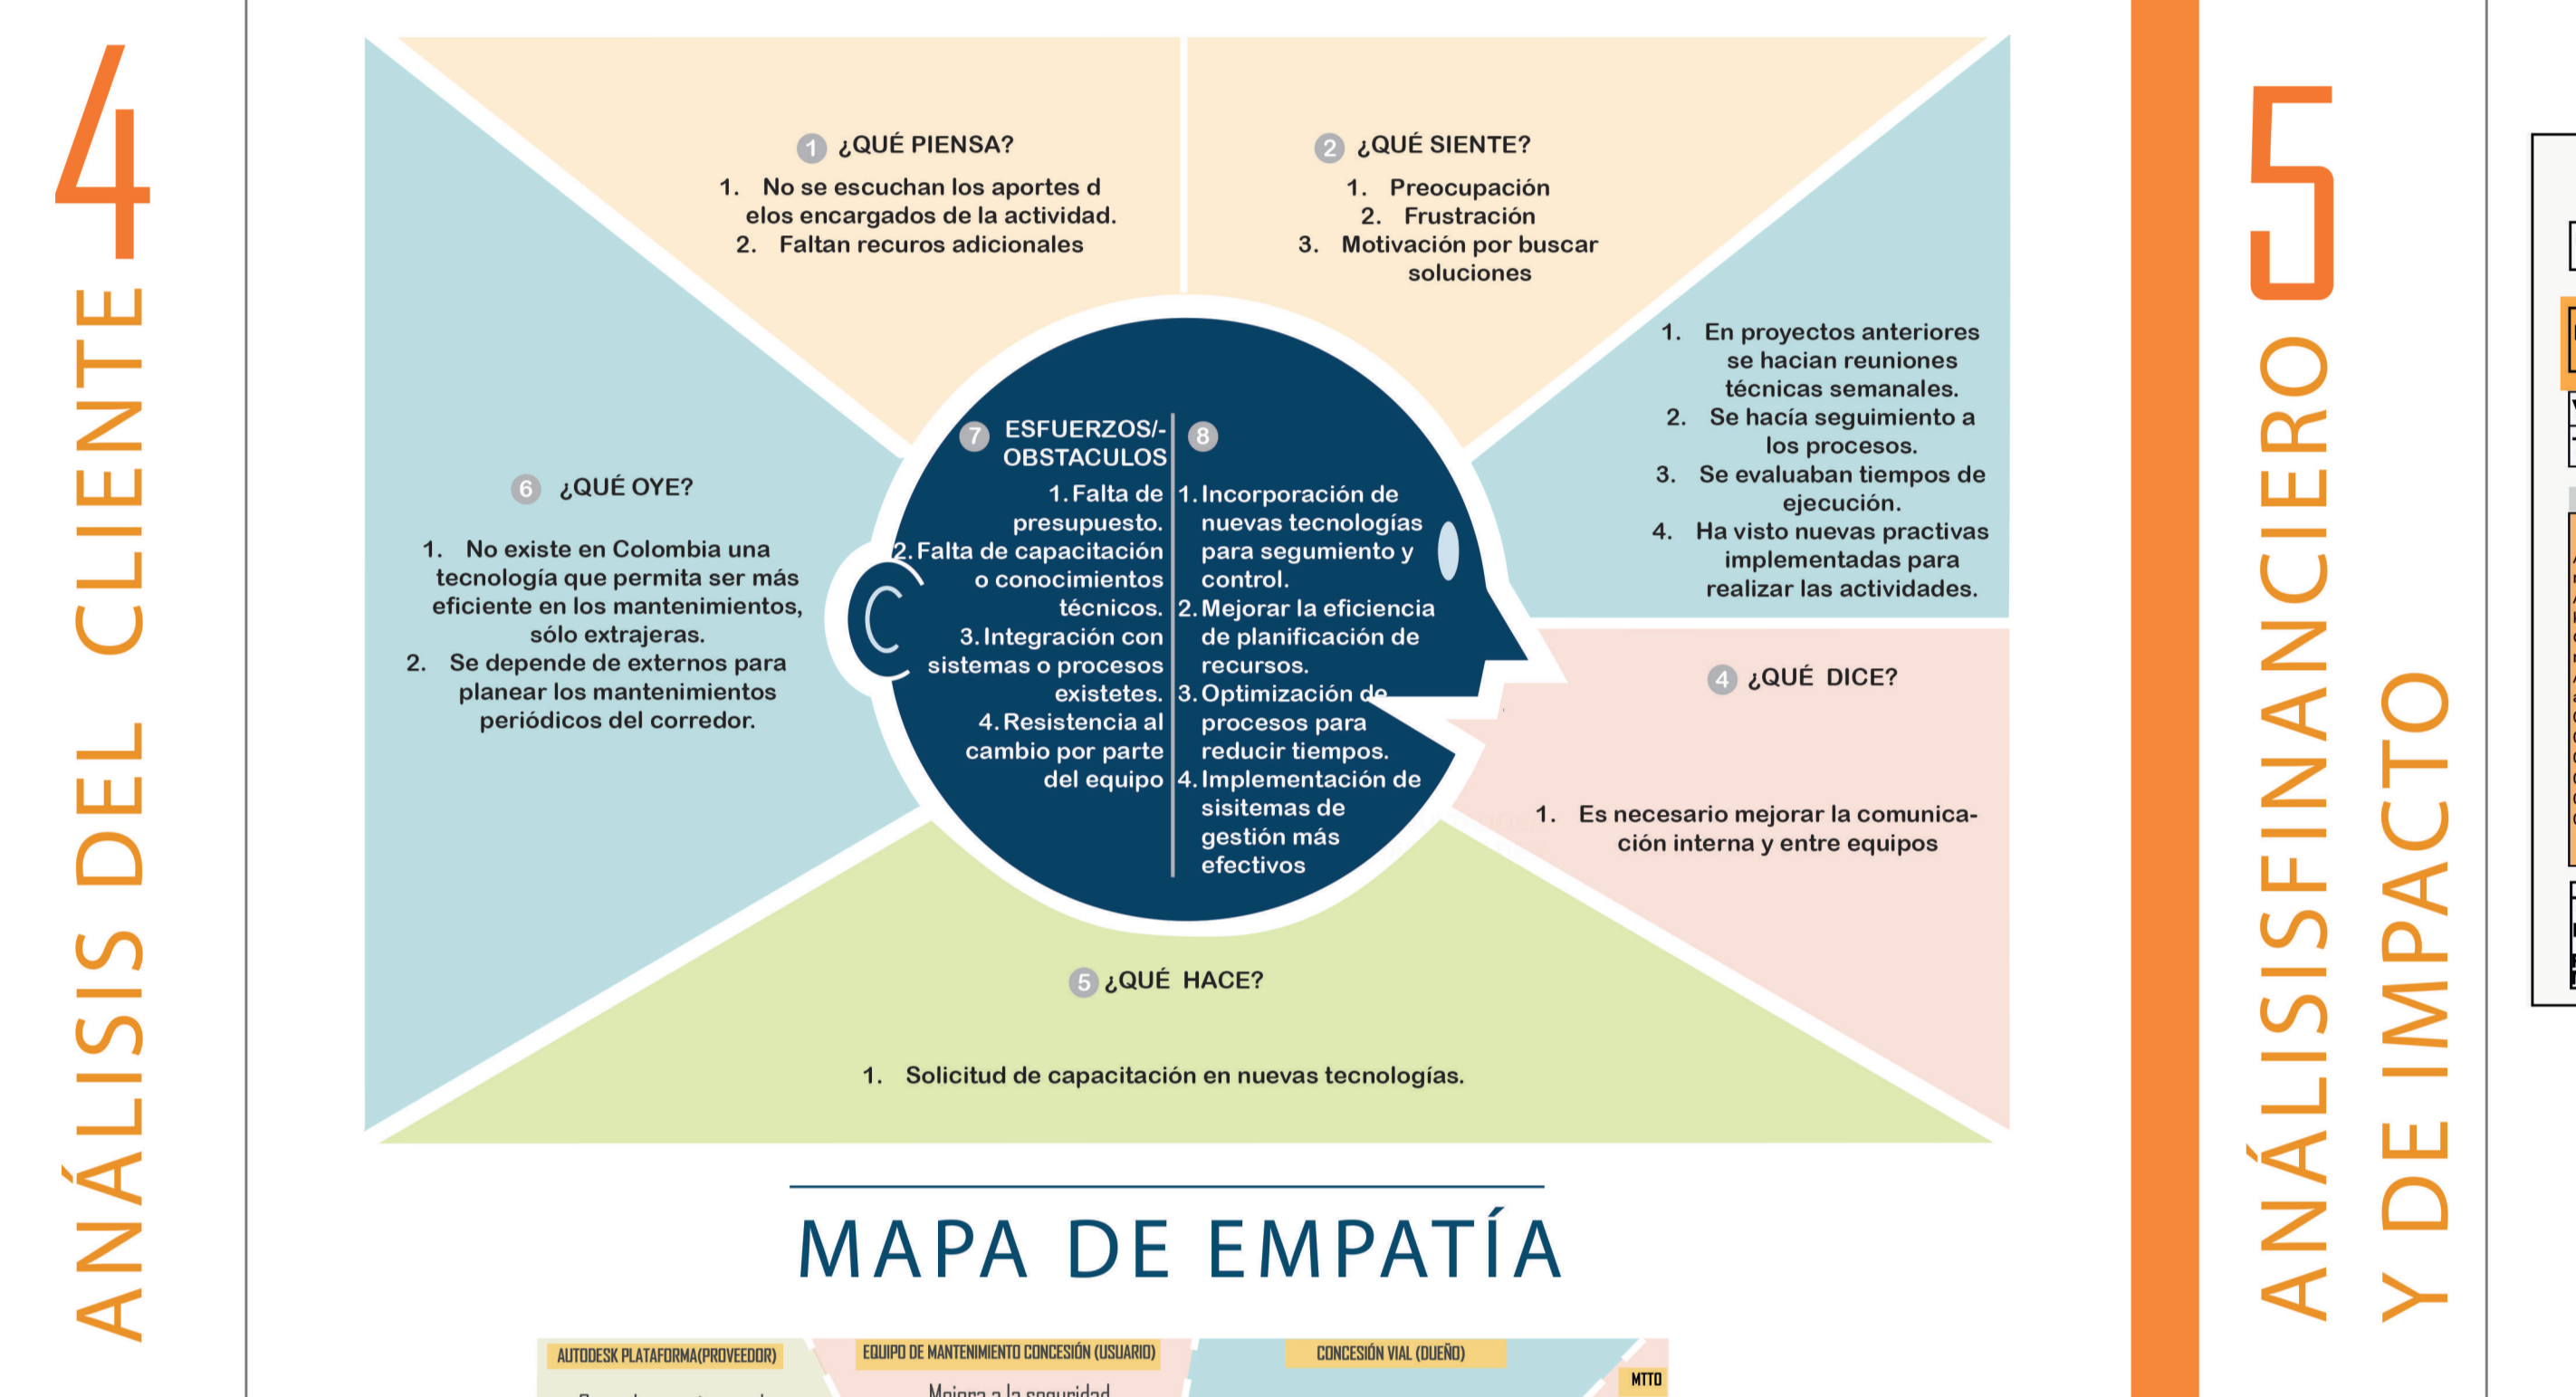 4
ANÁLISIS DEL CLIENTE
1 ¿QUÉ PIENSA?
1. No se escuchan los aportes d
elos encargados de la actividad.
2. Faltan recuros adicionales
2 ¿QUÉ SIENTE?
1. Preocupación
2. Frustración
3. Motivación por buscar
soluciones
1. En proyectos anteriores
se hacian reuniones
técnicas semanales.
2. Se hacía seguimiento a
los procesos.
3. Se evaluaban tiempos de
ejecución.
4. Ha visto nuevas practivas
implementadas para
realizar las actividades.
6 ¿QUÉ OYE?
1. No existe en Colombia una
tecnología que permita ser más
eficiente en los mantenimientos,
sólo extrajeras.
2. Se depende de externos para
planear los mantenimientos
periódicos del corredor.
7 ESFUERZOS/-
OBSTACULOS
1. Falta de
presupuesto.
2. Falta de capacitación
o conocimientos
técnicos.
3. Integración con
sistemas o procesos
existetes.
4. Resistencia al
cambio por parte
del equipo
8
1. Incorporación de
nuevas tecnologías
para segumiento y
control.
2. Mejorar la eficiencia
de planificación de
recursos.
3. Optimización de
procesos para
reducir tiempos.
4. Implementación de
sisitemas de
gestión más
efectivos
4 ¿QUÉ DICE?
1. Es necesario mejorar la comunica-
ción interna y entre equipos
5 ¿QUÉ HACE?
1. Solicitud de capacitación en nuevas tecnologías.
MAPA DE EMPATÍA
AUTODESK PLATAFORMA(PROVEEDOR)
EQUIPO DE MANTENIMIENTO CONCESIÓN (USUARIO)
CONCESIÓN VIAL (DUEÑO)
MTTO
Mejora a la seguridad
5
ANÁLISISFINANCIERO
Y DE IMPACTO